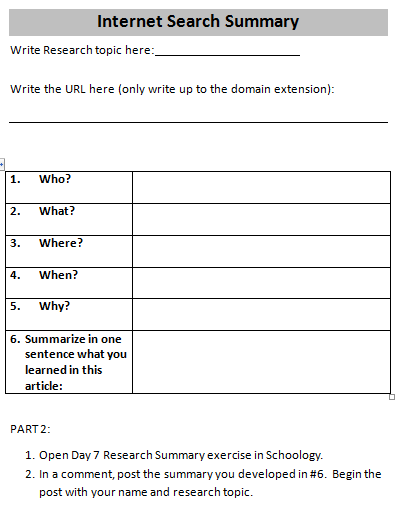 Internet Search Summary
Write Research topic here:_______________________
Write the URL here (only write up to the domain extension):
1. Who?
2. What?
3. Where?
4. When?
5. Why?
6. Summarize in one
sentence what you
learned in this
article:
PART 2:
1. Open Day 7 Research Summary exercise in Schoology.
2. In a comment, post the summary you developed in #6. Begin the
post with your name and research topic.